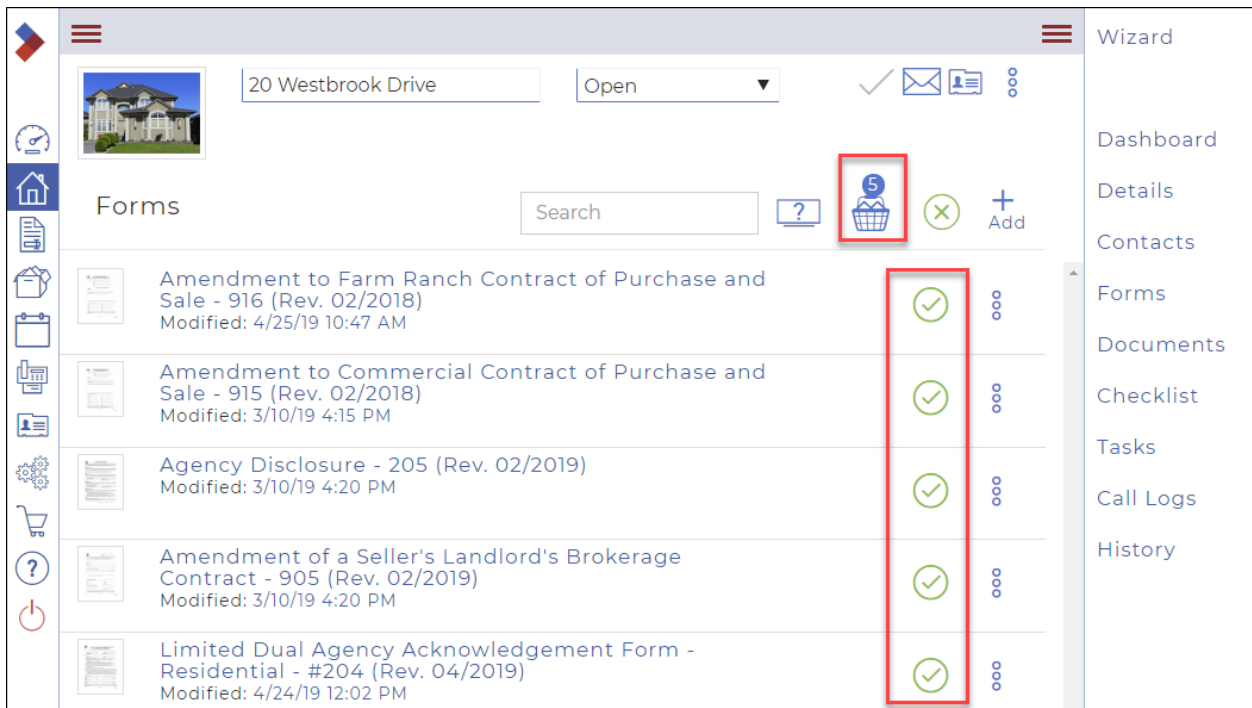 Wizard
20 Westbrook Drive
Open
Dashboard
Details
Contacts
Forms
Documents
Checklist
Tasks
Call Logs
History
Forms
Search
?
5
Add
Amendment to Farm Ranch Contract of Purchase and
Sale - 916 (Rev. 02/2018)
Modified: 4/25/19 10:47 AM
Amendment to Commercial Contract of Purchase and
Sale - 915 (Rev. 02/2018)
Modified: 3/10/19 4:15 PM
Agency Disclosure - 205 (Rev. 02/2019)
Modified: 3/10/19 4:20 PM
Amendment of a Seller's Landlord's Brokerage
Contract - 905 (Rev. 02/2019)
Modified: 3/10/19 4:20 PM
Limited Dual Agency Acknowledgement Form -
Residential - #204 (Rev. 04/2019)
Modified: 4/24/19 12:02 PM
?